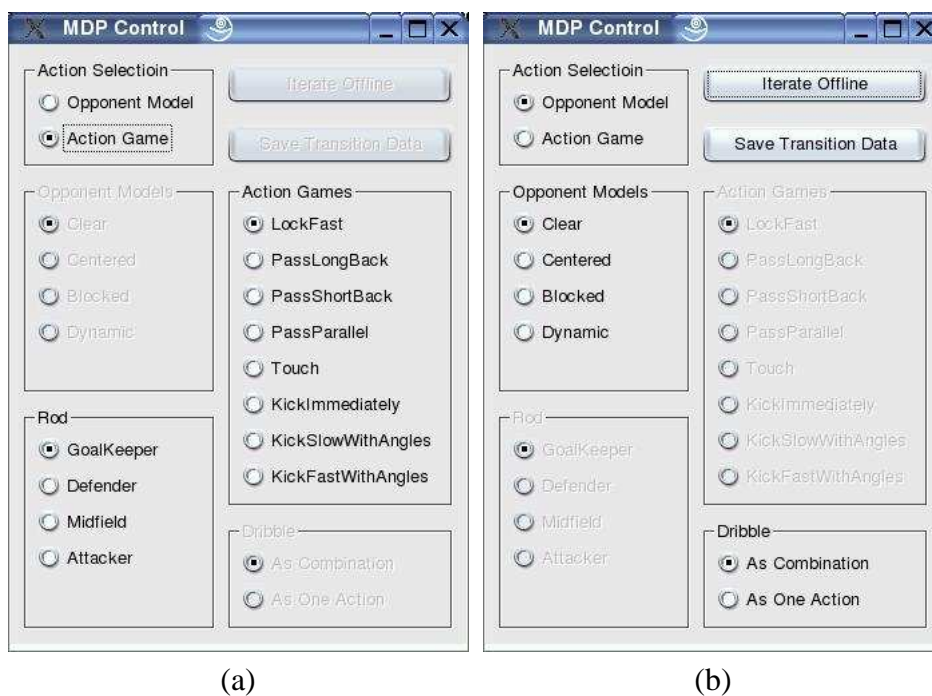 MDP Control
Action Selectioin
Opponent Model
Action Game
Iterate Offline
Save Transition Data
Opponent Models
Clear
Centered
Blocked
Dynamic
Action Games
LockFast
PassLongBack
PassShortBack
PassParallel
Touch
KickImmediately
KickSlowWithAngles
KickFastWithAngles
Rod
GoalKeeper
Defender
Midfield
Attacker
Dribble
As Combination
As One Action
(a)
MDP Control
Action Selectioin
Opponent Model
Action Game
Iterate Offline
Save Transition Data
Opponent Models
Clear
Centered
Blocked
Dynamic
Action Games
LockFast
PassLongBack
PassShortBack
PassParallel
Touch
KickImmediately
KickSlowWithAngles
KickFastWithAngles
Rod
GoalKeeper
Defender
Midfield
Attacker
Dribble
As Combination
As One Action
(b)